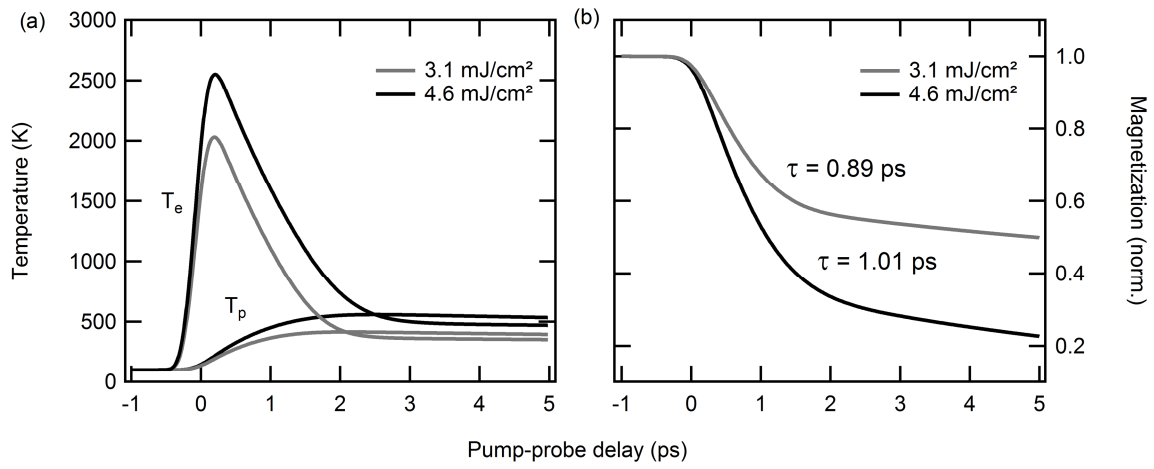 (a)
3000
2500
2000
1500
1000
500
0
Temperature (K)
3.1 mJ/cm²
4.6 mJ/cm²
Te
Tp
-1 0 1 2 3 4 5
(b)
3.1 mJ/cm²
4.6 mJ/cm²
τ = 0.89 ps
τ = 1.01 ps
1.0
0.8
0.6
0.4
0.2
Magnetization (norm.)
-1 0 1 2 3 4 5
Pump-probe delay (ps)